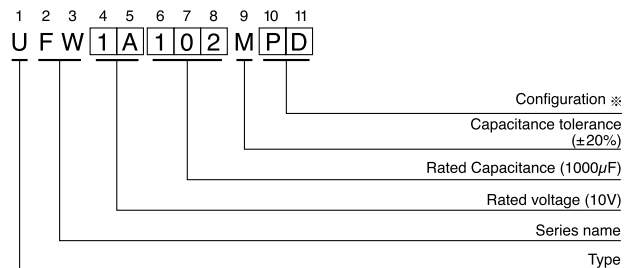 1 2 3 4 5 6 7 8 9 10 11
U F W 1 A 1 0 2 M P D
Configuration ※
Capacitance tolerance
(±20%)
Rated Capacitance (1000µF)
Rated voltage (10V)
Series name
Type